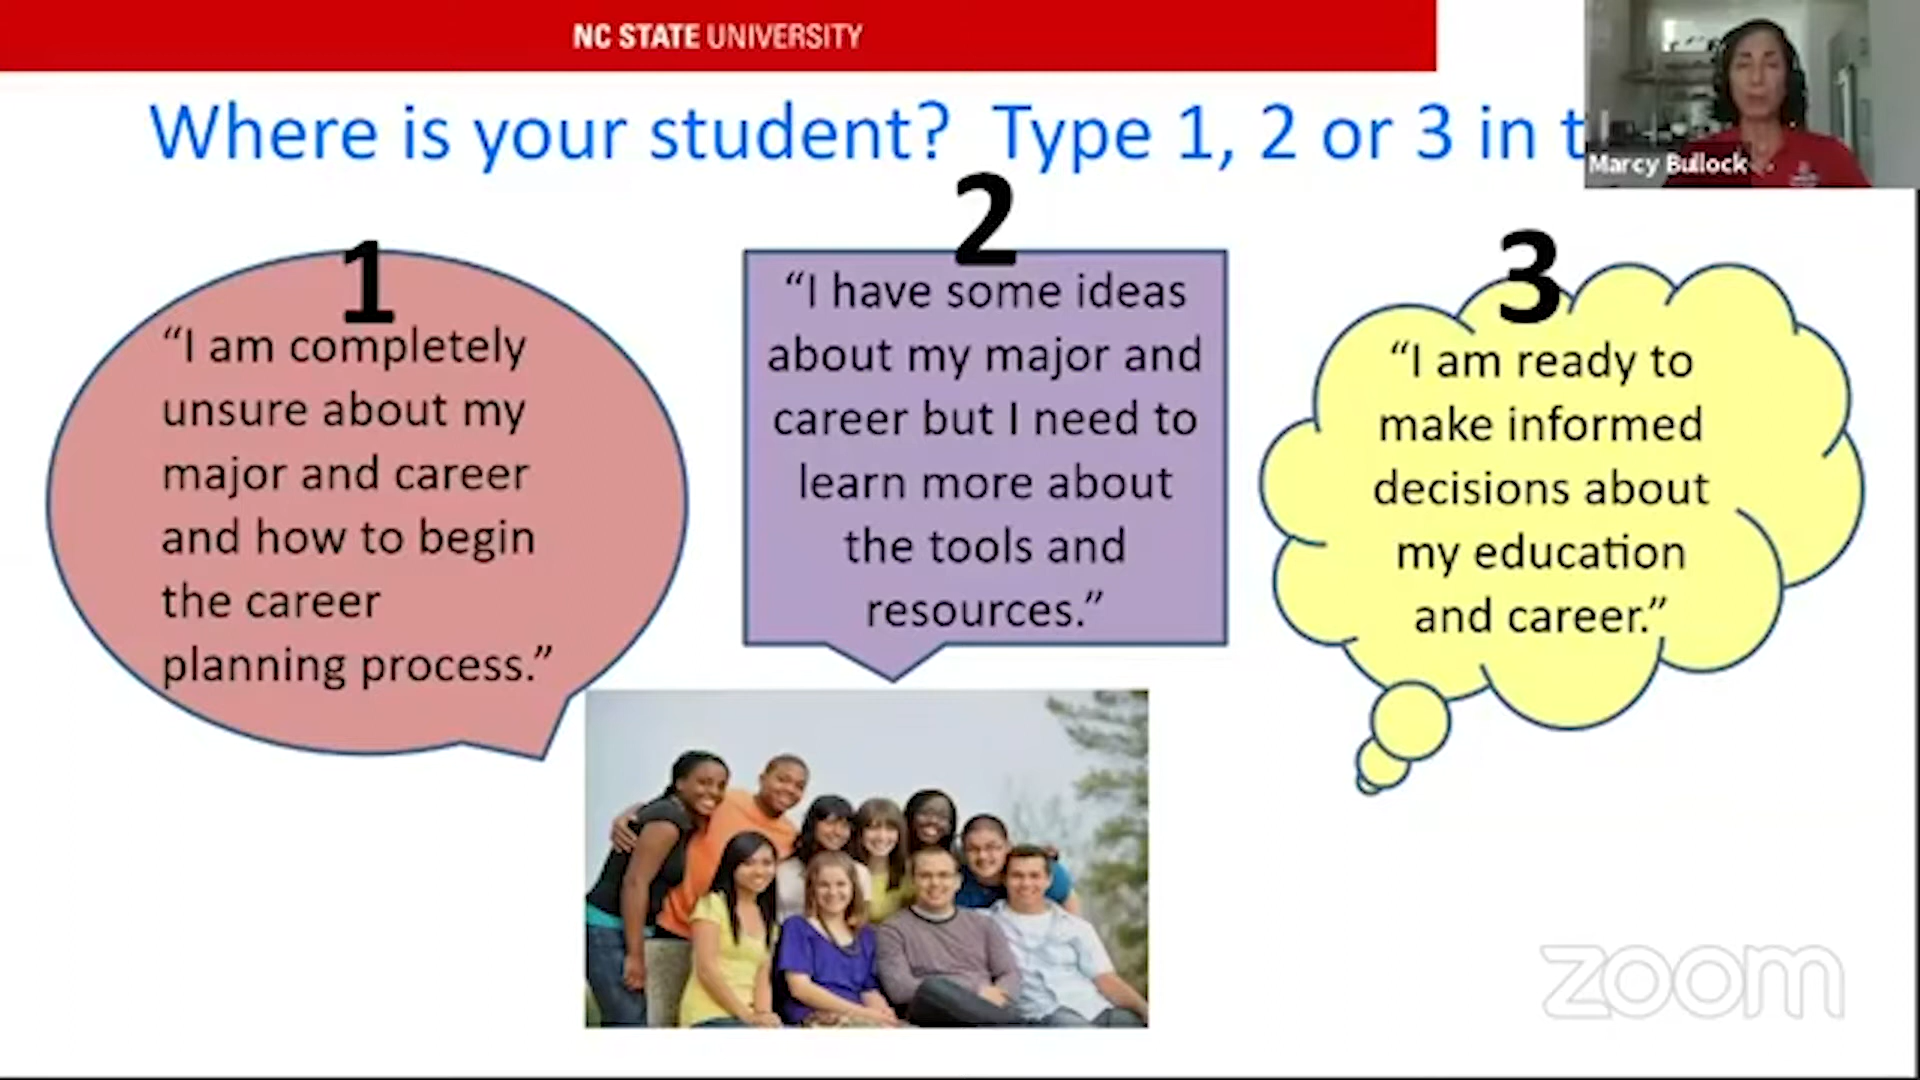 NC STATE UNIVERSITY
Where is your student? Type 1, 2 or 3 in t
Marcy Bullock
1
“I am completely
unsure about my
major and career
and how to begin
the career
planning process.”
2
“I have some ideas
about my major and
career but I need to
learn more about
the tools and
resources.”
3
“I am ready to
make informed
decisions about
my education
and career.”
zoom